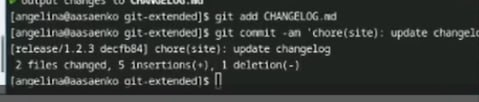 ✔ output changes to CHANGELOG.md
[angelina@aasaenko git-extended]$ git add CHANGELOG.md
[angelina@aasaenko git-extended]$ git commit -am 'chore(site): update changelo
[release/1.2.3 decfb84] chore(site): update changelog
2 files changed, 5 insertions(+), 1 deletion(-)
[angelina@aasaenko git-extended]$